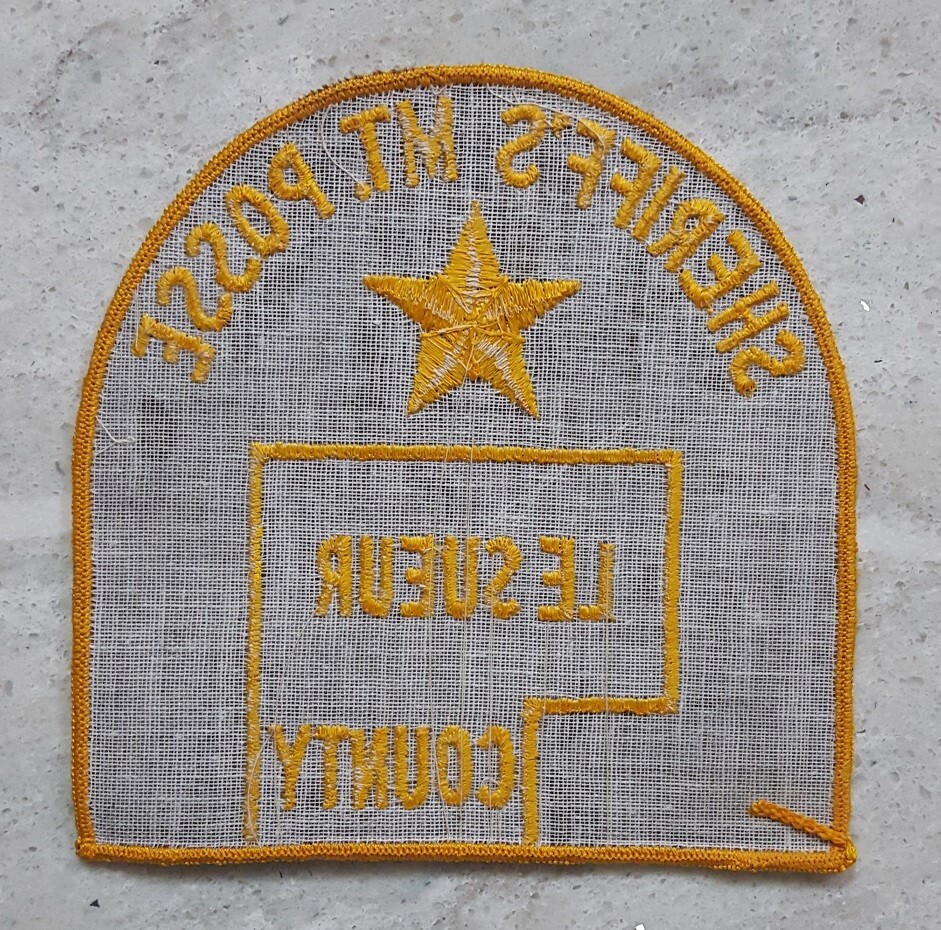 SHERIFF'S MT. POSSE
LE SUEUR
COUNTY